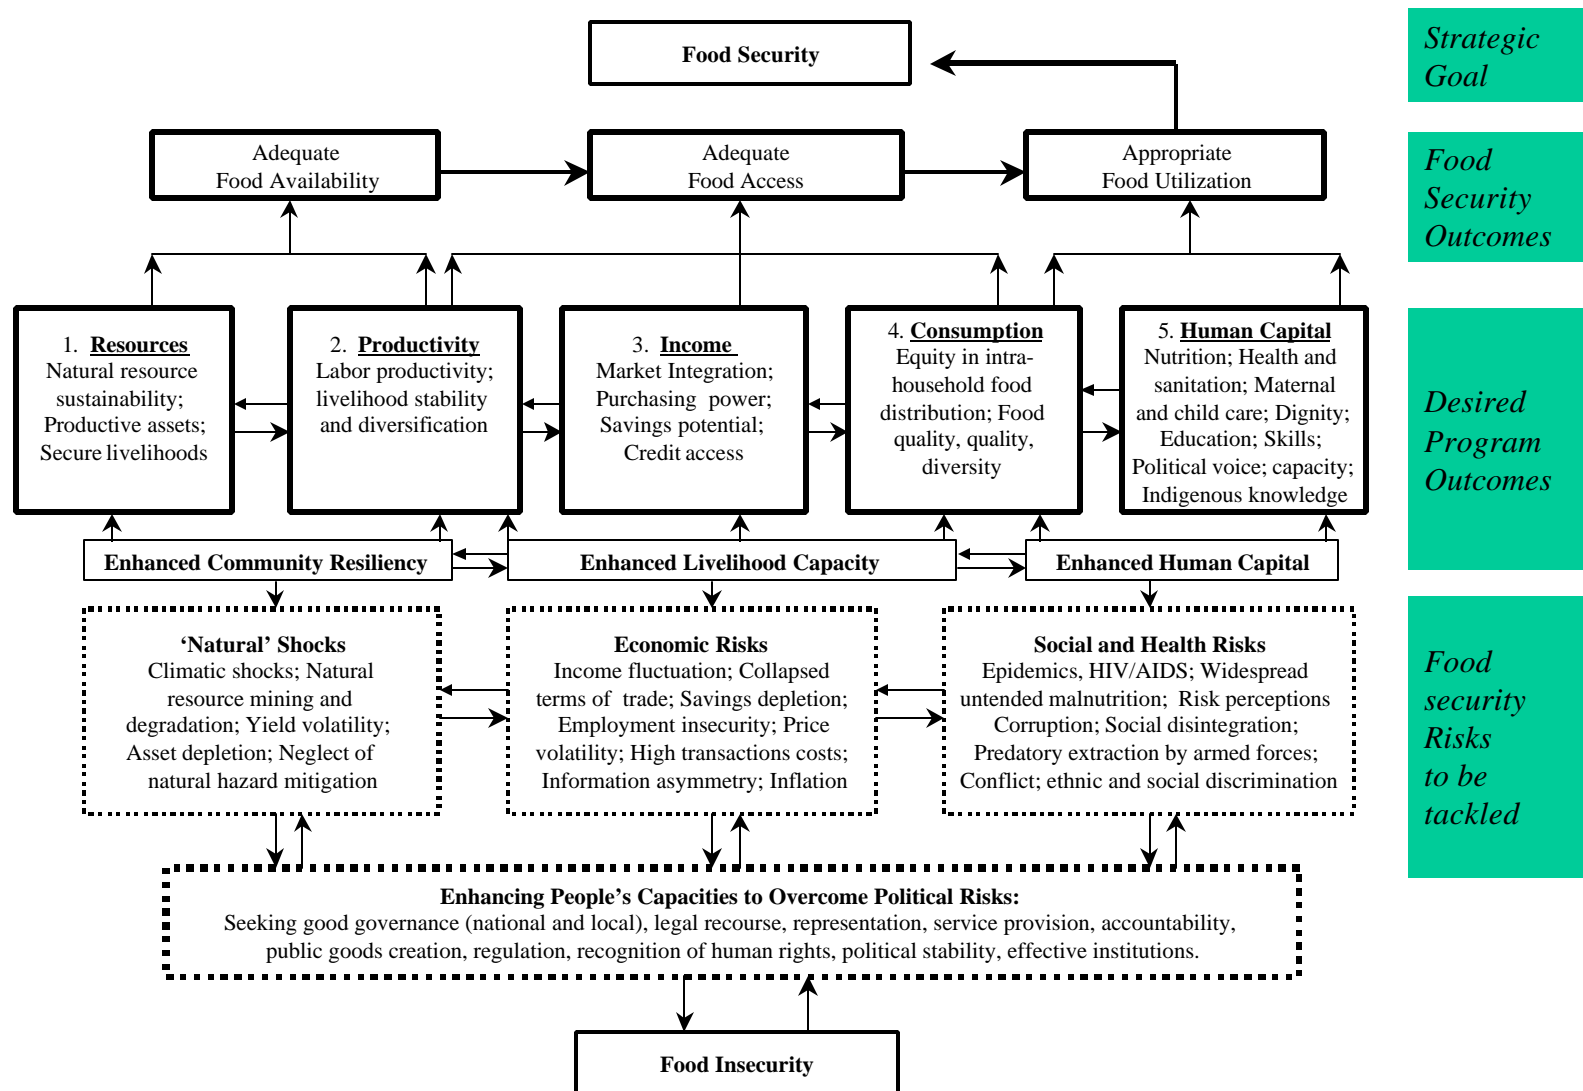 Food Security
Strategic
Goal
Adequate
Food Availability
Adequate
Food Access
Appropriate
Food Utilization
Food
Security
Outcomes
1. Resources
Natural resource
sustainability;
Productive assets;
Secure livelihoods
2. Productivity
Labor productivity;
livelihood stability
and diversification
3. Income
Market Integration;
Purchasing power;
Savings potential;
Credit access
4. Consumption
Equity in intra-
household food
distribution; Food
quality, quality,
diversity
5. Human Capital
Nutrition; Health and
sanitation; Maternal
and child care; Dignity;
Education; Skills;
Political voice; capacity;
Indigenous knowledge
Desired
Program
Outcomes
Enhanced Community Resiliency
Enhanced Livelihood Capacity
Enhanced Human Capital
‘Natural’ Shocks
Climatic shocks; Natural
resource mining and
degradation; Yield volatility;
Asset depletion; Neglect of
natural hazard mitigation
Economic Risks
Income fluctuation; Collapsed
terms of trade; Savings depletion;
Employment insecurity; Price
volatility; High transactions costs;
Information asymmetry; Inflation
Social and Health Risks
Epidemics, HIV/AIDS; Widespread
untended malnutrition; Risk perceptions
Corruption; Social disintegration;
Predatory extraction by armed forces;
Conflict; ethnic and social discrimination
Food
security
Risks
to be
tackled
Enhancing People’s Capacities to Overcome Political Risks:
Seeking good governance (national and local), legal recourse, representation, service provision, accountability,
public goods creation, regulation, recognition of human rights, political stability, effective institutions.
Food Insecurity